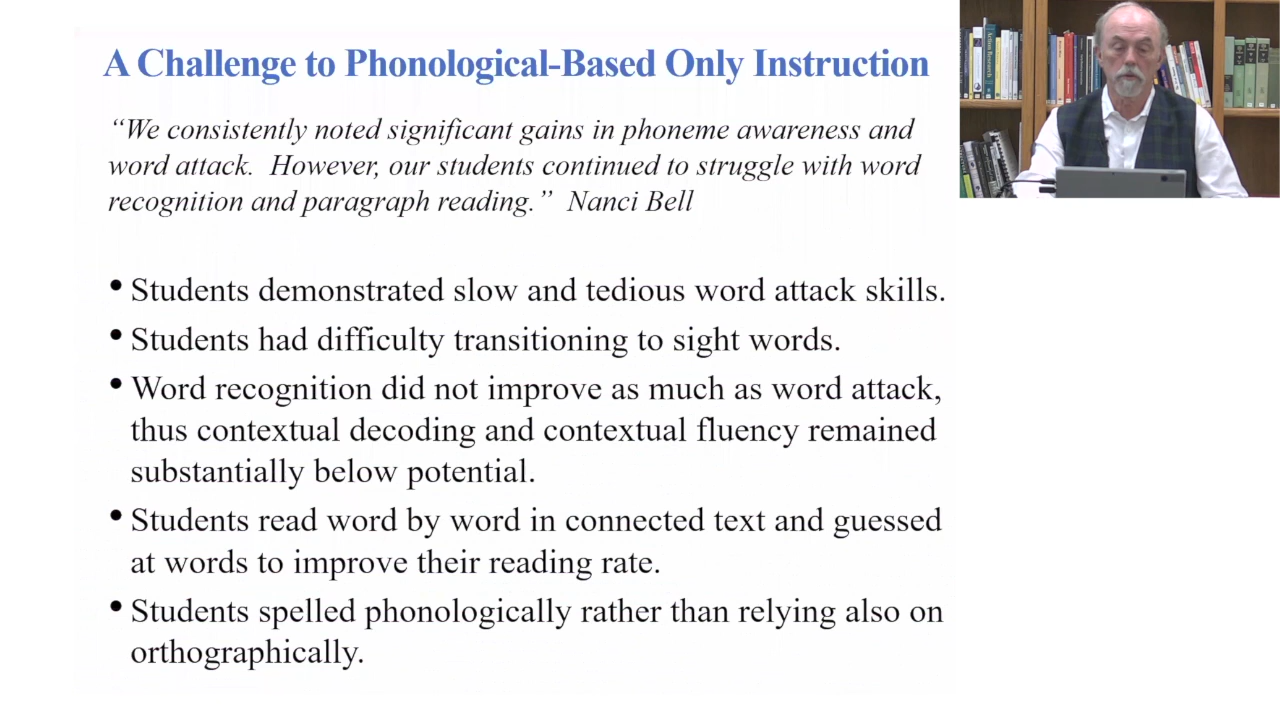 A Challenge to Phonological-Based Only Instruction
“We consistently noted significant gains in phoneme awareness and
word attack.  However, our students continued to struggle with word
recognition and paragraph reading.”  Nanci Bell
• Students demonstrated slow and tedious word attack skills.
• Students had difficulty transitioning to sight words.
• Word recognition did not improve as much as word attack,
thus contextual decoding and contextual fluency remained
substantially below potential.
• Students read word by word in connected text and guessed
at words to improve their reading rate.
• Students spelled phonologically rather than relying also on
orthographically.
Action Research